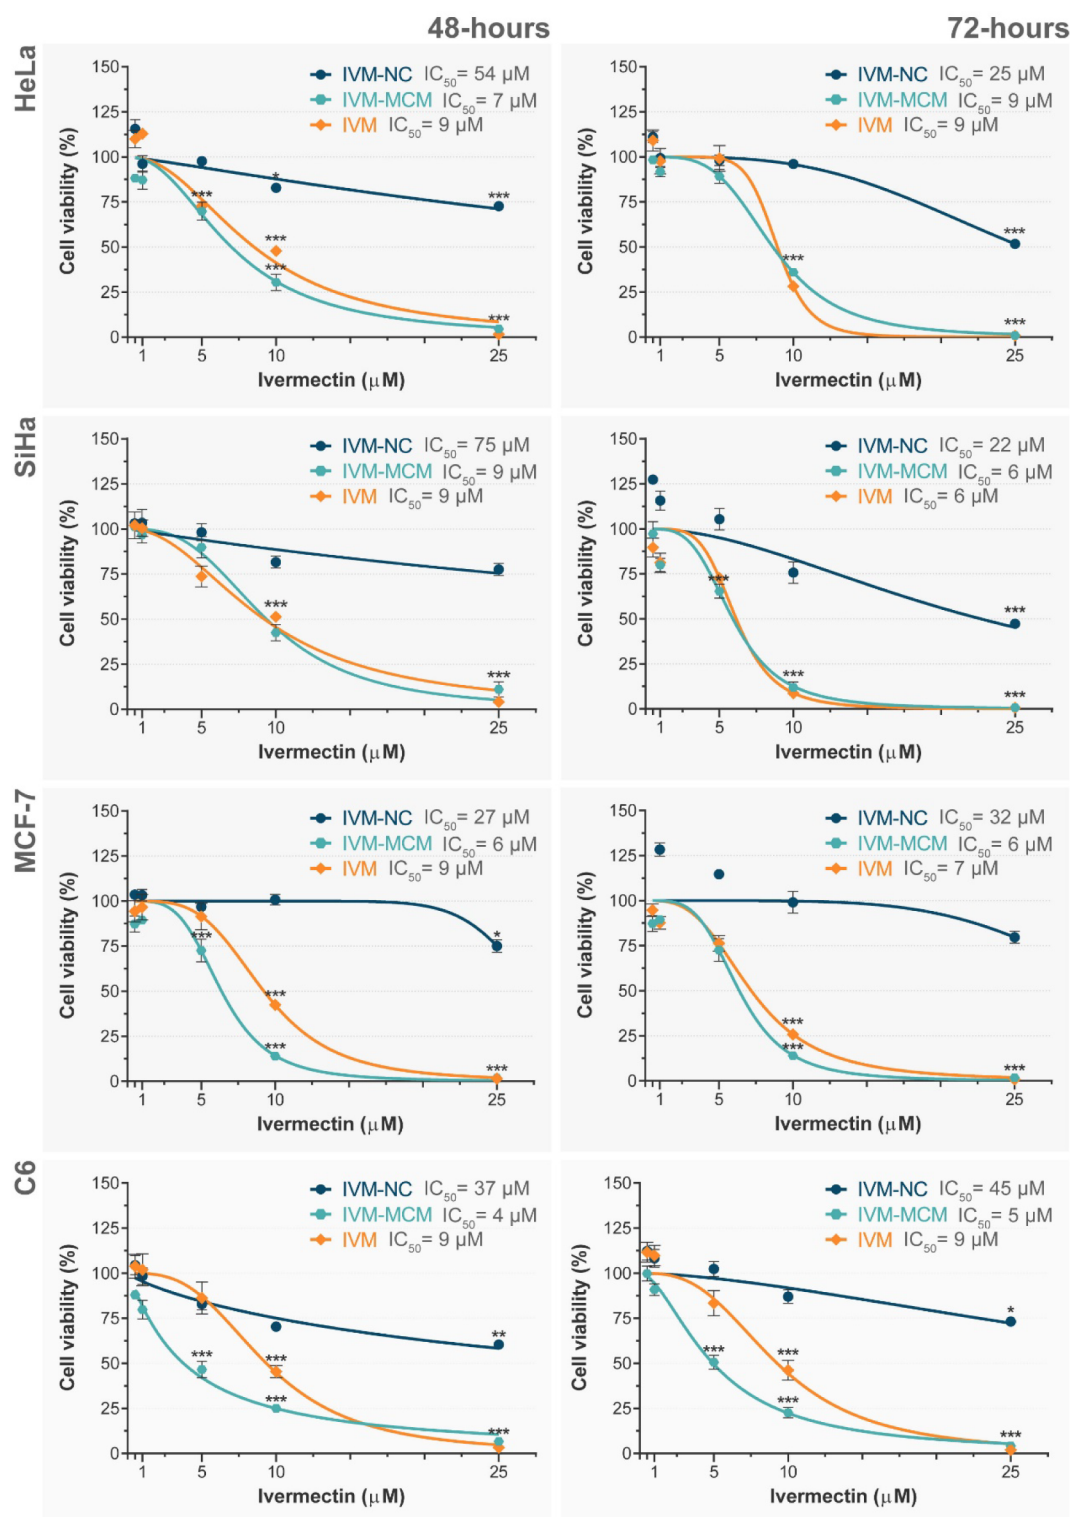 48-hours
72-hours
HeLa
150
125
100
75
50
25
0
Cell viability (%)
IVM-NC IC50= 54 µM
IVM-MCM IC50= 7 µM
IVM IC50= 9 µM
*
***
***
***
***
***
1 5 10 25
Ivermectin (µM)
150
125
100
75
50
25
0
Cell viability (%)
IVM-NC IC50= 25 µM
IVM-MCM IC50= 9 µM
IVM IC50= 9 µM
***
***
***
1 5 10 25
Ivermectin (µM)
SiHa
150
125
100
75
50
25
0
Cell viability (%)
IVM-NC IC50= 75 µM
IVM-MCM IC50= 9 µM
IVM IC50= 9 µM
***
***
1 5 10 25
Ivermectin (µM)
150
125
100
75
50
25
0
Cell viability (%)
IVM-NC IC50= 22 µM
IVM-MCM IC50= 6 µM
IVM IC50= 6 µM
***
***
***
***
1 5 10 25
Ivermectin (µM)
MCF-7
150
125
100
75
50
25
0
Cell viability (%)
IVM-NC IC50= 27 µM
IVM-MCM IC50= 6 µM
IVM IC50= 9 µM
***
*
***
***
***
1 5 10 25
Ivermectin (µM)
150
125
100
75
50
25
0
Cell viability (%)
IVM-NC IC50= 32 µM
IVM-MCM IC50= 6 µM
IVM IC50= 7 µM
***
***
***
1 5 10 25
Ivermectin (µM)
C6
150
125
100
75
50
25
0
Cell viability (%)
IVM-NC IC50= 37 µM
IVM-MCM IC50= 4 µM
IVM IC50= 9 µM
**
***
***
***
***
1 5 10 25
Ivermectin (µM)
150
125
100
75
50
25
0
Cell viability (%)
IVM-NC IC50= 45 µM
IVM-MCM IC50= 5 µM
IVM IC50= 9 µM
*
***
***
***
***
1 5 10 25
Ivermectin (µM)